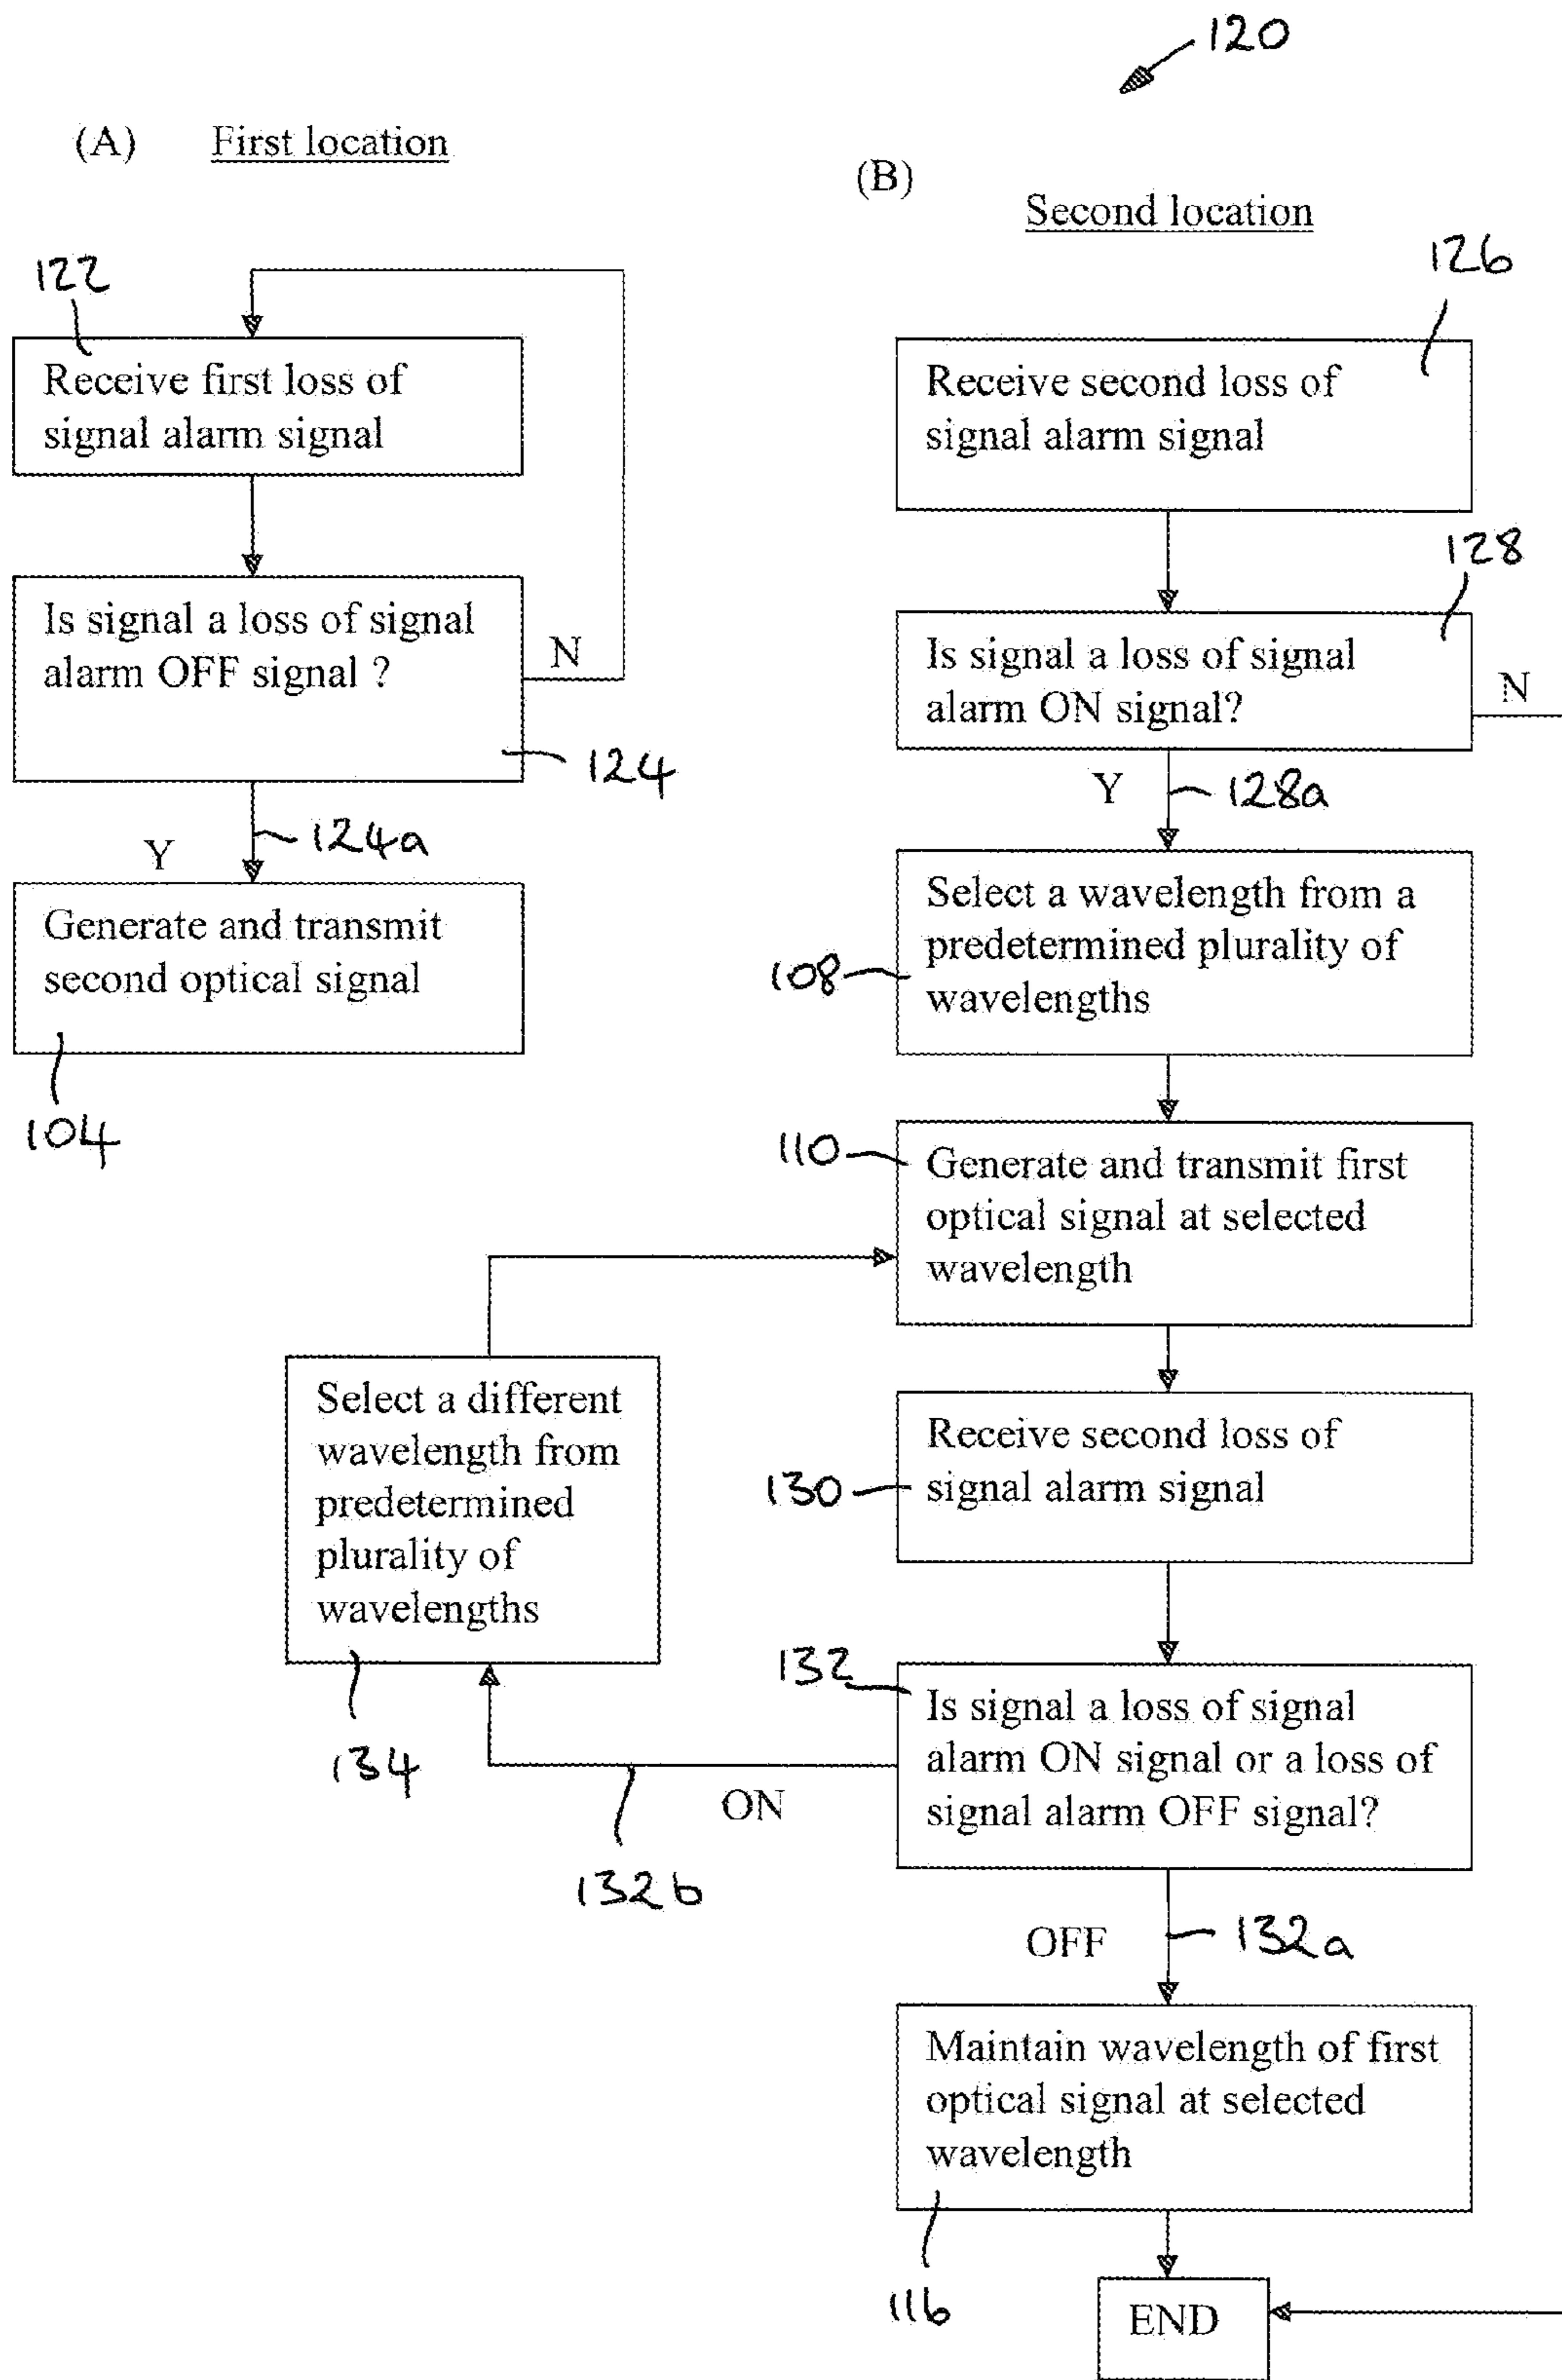 120
(A) First location
122
Receive first loss of
signal alarm signal
Is signal a loss of signal
alarm OFF signal ?
N
124
Y
124a
Generate and transmit
second optical signal
104
(B)
Second location
126
Receive second loss of
signal alarm signal
128
Is signal a loss of signal
alarm ON signal?
N
Y
128a
108
Select a wavelength from a
predetermined plurality of
wavelengths
110
Generate and transmit first
optical signal at selected
wavelength
130
Receive second loss of
signal alarm signal
132
Is signal a loss of signal
alarm ON signal or a loss of
signal alarm OFF signal?
ON
132b
Select a different
wavelength from
predetermined
plurality of
wavelengths
134
OFF
132a
Maintain wavelength of first
optical signal at selected
wavelength
116
END